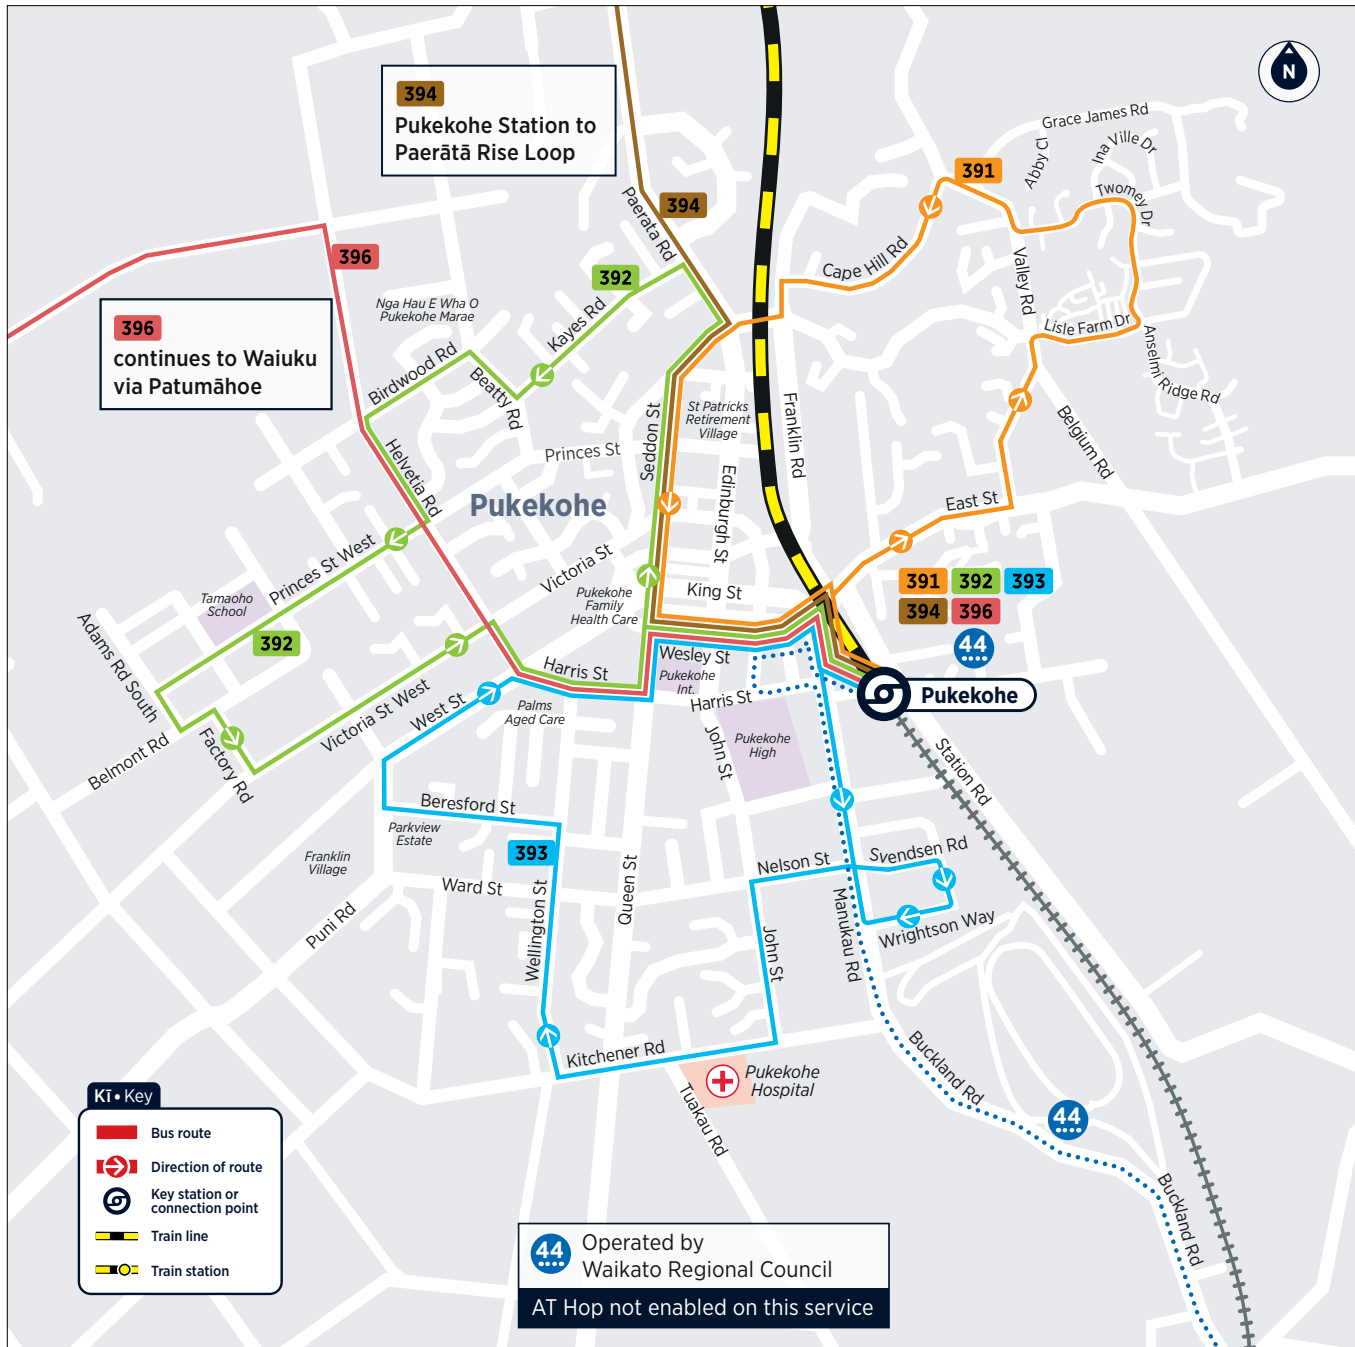 N
394
Pukekohe Station to
Paerātā Rise Loop
Grace James Rd
Abby Cl
Ina Ville Dr
391
Twomey Dr
394
Paerata Rd
396
392
Cape Hill Rd
Valley Rd
Nga Hau E Wha O
Pukekohe Marae
Kayes Rd
396
continues to Waiuku
via Patumāhoe
Lisle Farm Dr
Anselmi Ridge Rd
Birdwood Rd
Beatty Rd
St Patricks
Retirement
Village
Franklin Rd
Belgium Rd
Seddon St
Princes St
Helvetia Rd
Edinburgh St
Pukekohe
East St
Princes St West
Victoria St
Tamaoho
School
Pukekohe
Family
Health Care
King St
391
392
393
394
396
44
392
Adams Rd South
Harris St
Wesley St
Pukekohe
Int.
Harris St
Pukekohe
Victoria St West
West St
Palms
Aged Care
John St
Pukekohe
High
Station Rd
Belmont Rd
Factory Rd
Beresford St
Parkview
Estate
Franklin
Village
393
Nelson St
Svendsen Rd
Ward St
Queen St
Manukau Rd
Wrightson Way
Puni Rd
Wellington St
John St
Kitchener Rd
Pukekohe
Hospital
Buckland Rd
Tuakau Rd
44
Buckland Rd
Kī • Key
Bus route
Direction of route
Key station or
connection point
Train line
Train station
44
Operated by
Waikato Regional Council
AT Hop not enabled on this service